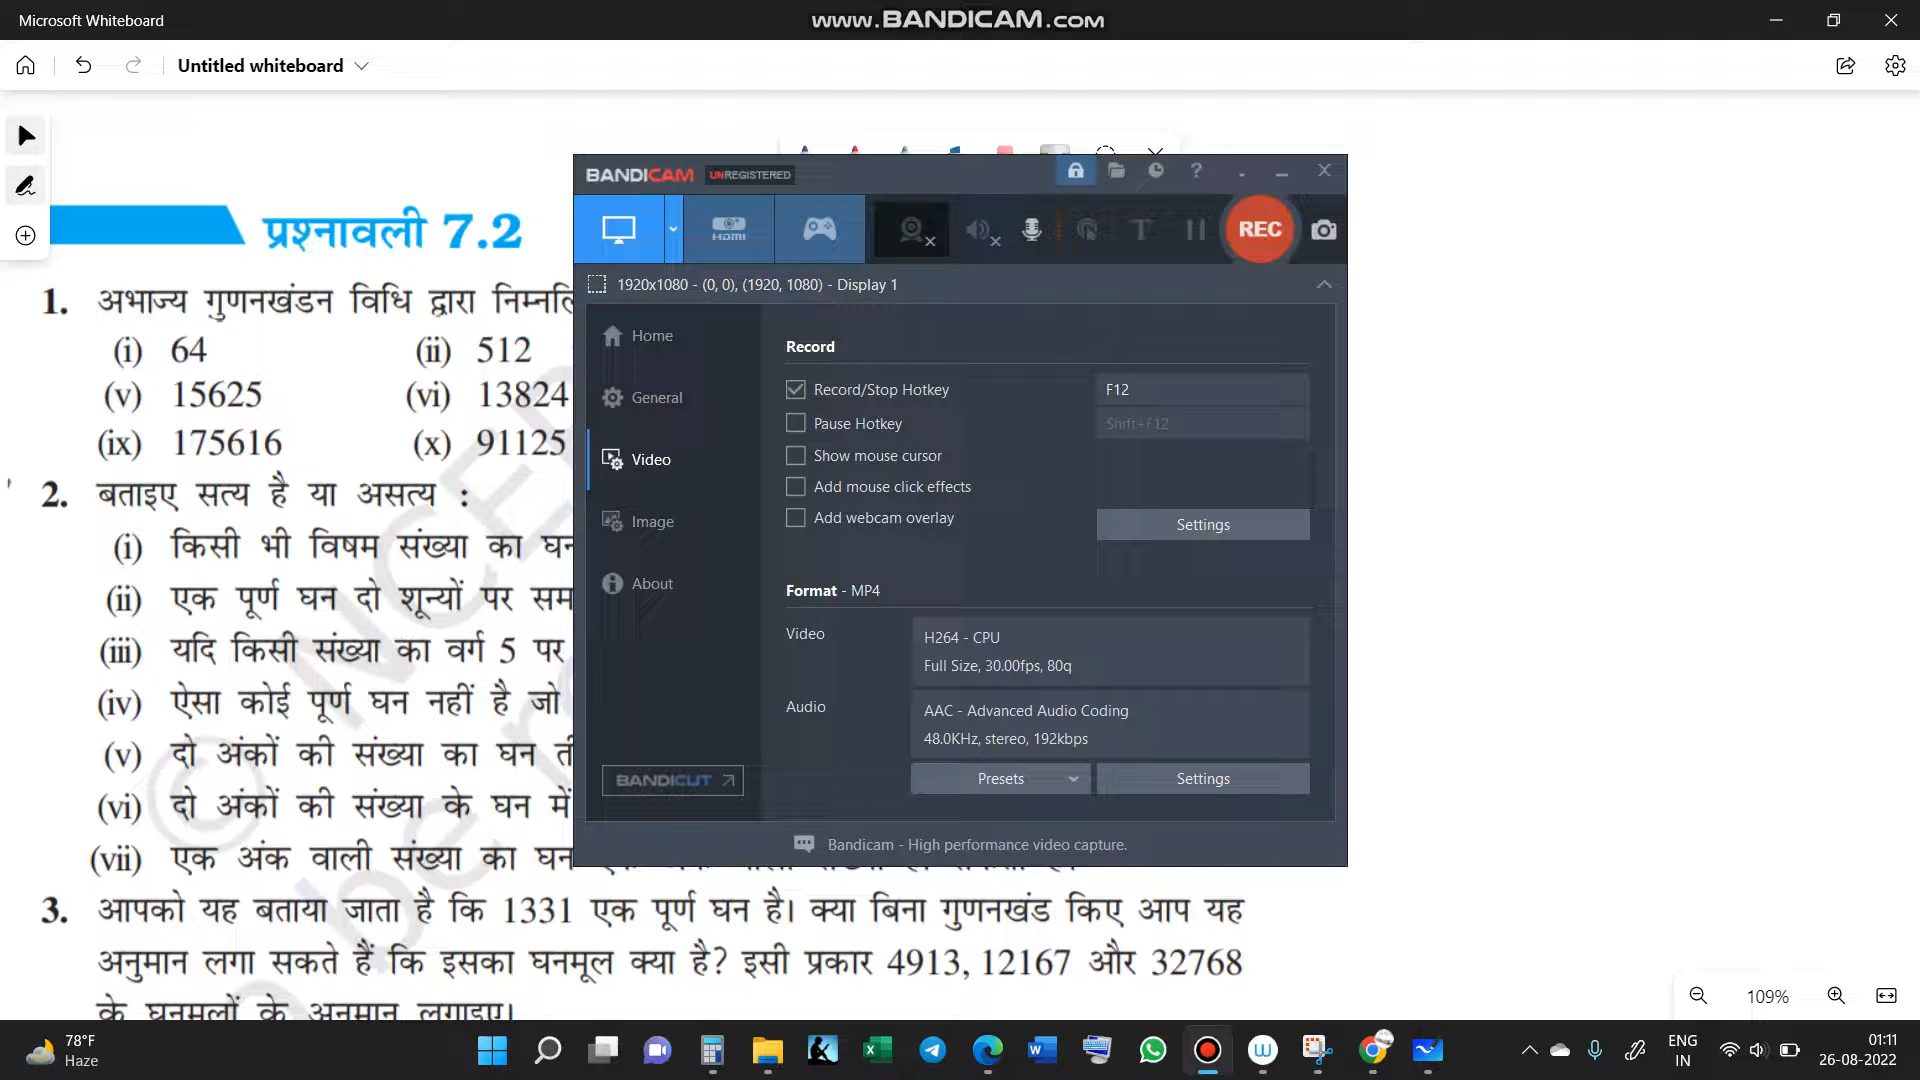 Microsoft Whiteboard
www.BANDICAM.com
Untitled whiteboard
प्रश्नावली 7.2
1. अभाज्य गुणनखंडन विधि द्वारा
(i) 64 (ii) 512
(v) 15625 (vi) 13824
(ix) 175616 (x) 91125
2. बताइए सत्य है या असत्य :
(i) किसी भी विषम संख्या का
(ii) एक पूर्ण घन दो शून्यों पर
(iii) यदि किसी संख्या का वर्ग 5 पर
(iv) ऐसा कोई पूर्ण घन नहीं है जो
(v) दो अंकों की संख्या का घन
(vi) दो अंकों की संख्या के घन में
(vii) एक अंक वाली संख्या का घन
3. आपको यह बताया जाता है कि 1331 एक पूर्ण घन है। क्या बिना गुणनखंड किए आप यह
अनुमान लगा सकते हैं कि इसका घनमूल क्या है? इसी प्रकार 4913, 12167 और 32768
के घनमूलों के अनुमान लगाइए।
BANDICAM UNREGISTERED
HDMI
REC
1920x1080 - (0, 0), (1920, 1080) - Display 1
Home
General
Video
Image
About
BANDICUT
Record
Record/Stop Hotkey F12
Pause Hotkey Shift+F12
Show mouse cursor
Add mouse click effects
Add webcam overlay
Settings
Format - MP4
Video
H264 - CPU
Full Size, 30.00fps, 80q
Audio
AAC - Advanced Audio Coding
48.0KHz, stereo, 192kbps
Presets Settings
Bandicam - High performance video capture.
109%
78°F
Haze
ENG
IN
01:11
26-08-2022